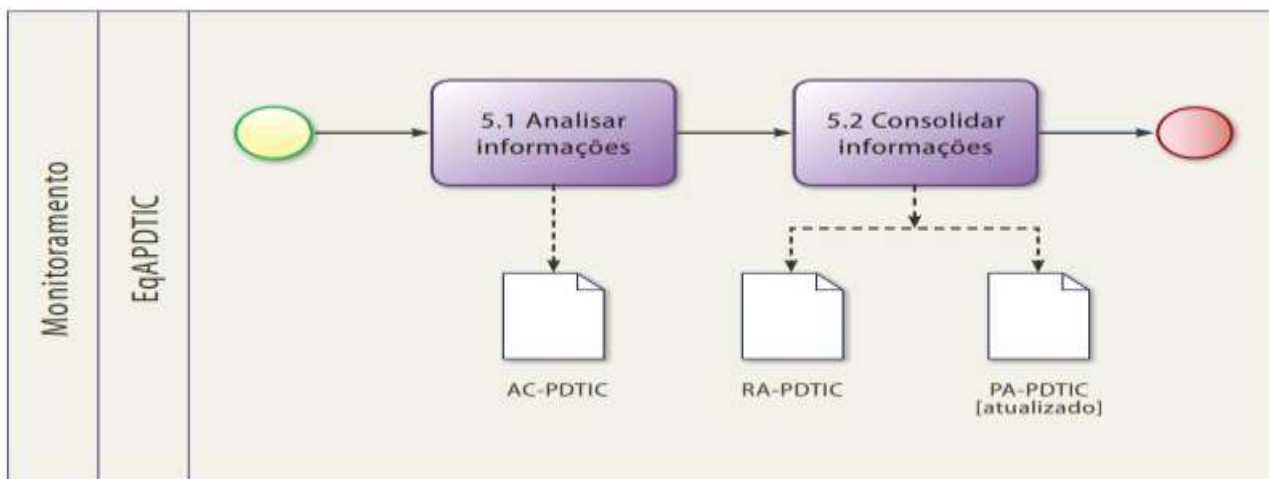 Monitoramento
EqAPDTIC
5.1 Analisar
informações
5.2 Consolidar
informações
AC-PDTIC
RA-PDTIC
PA-PDTIC
[atualizado]